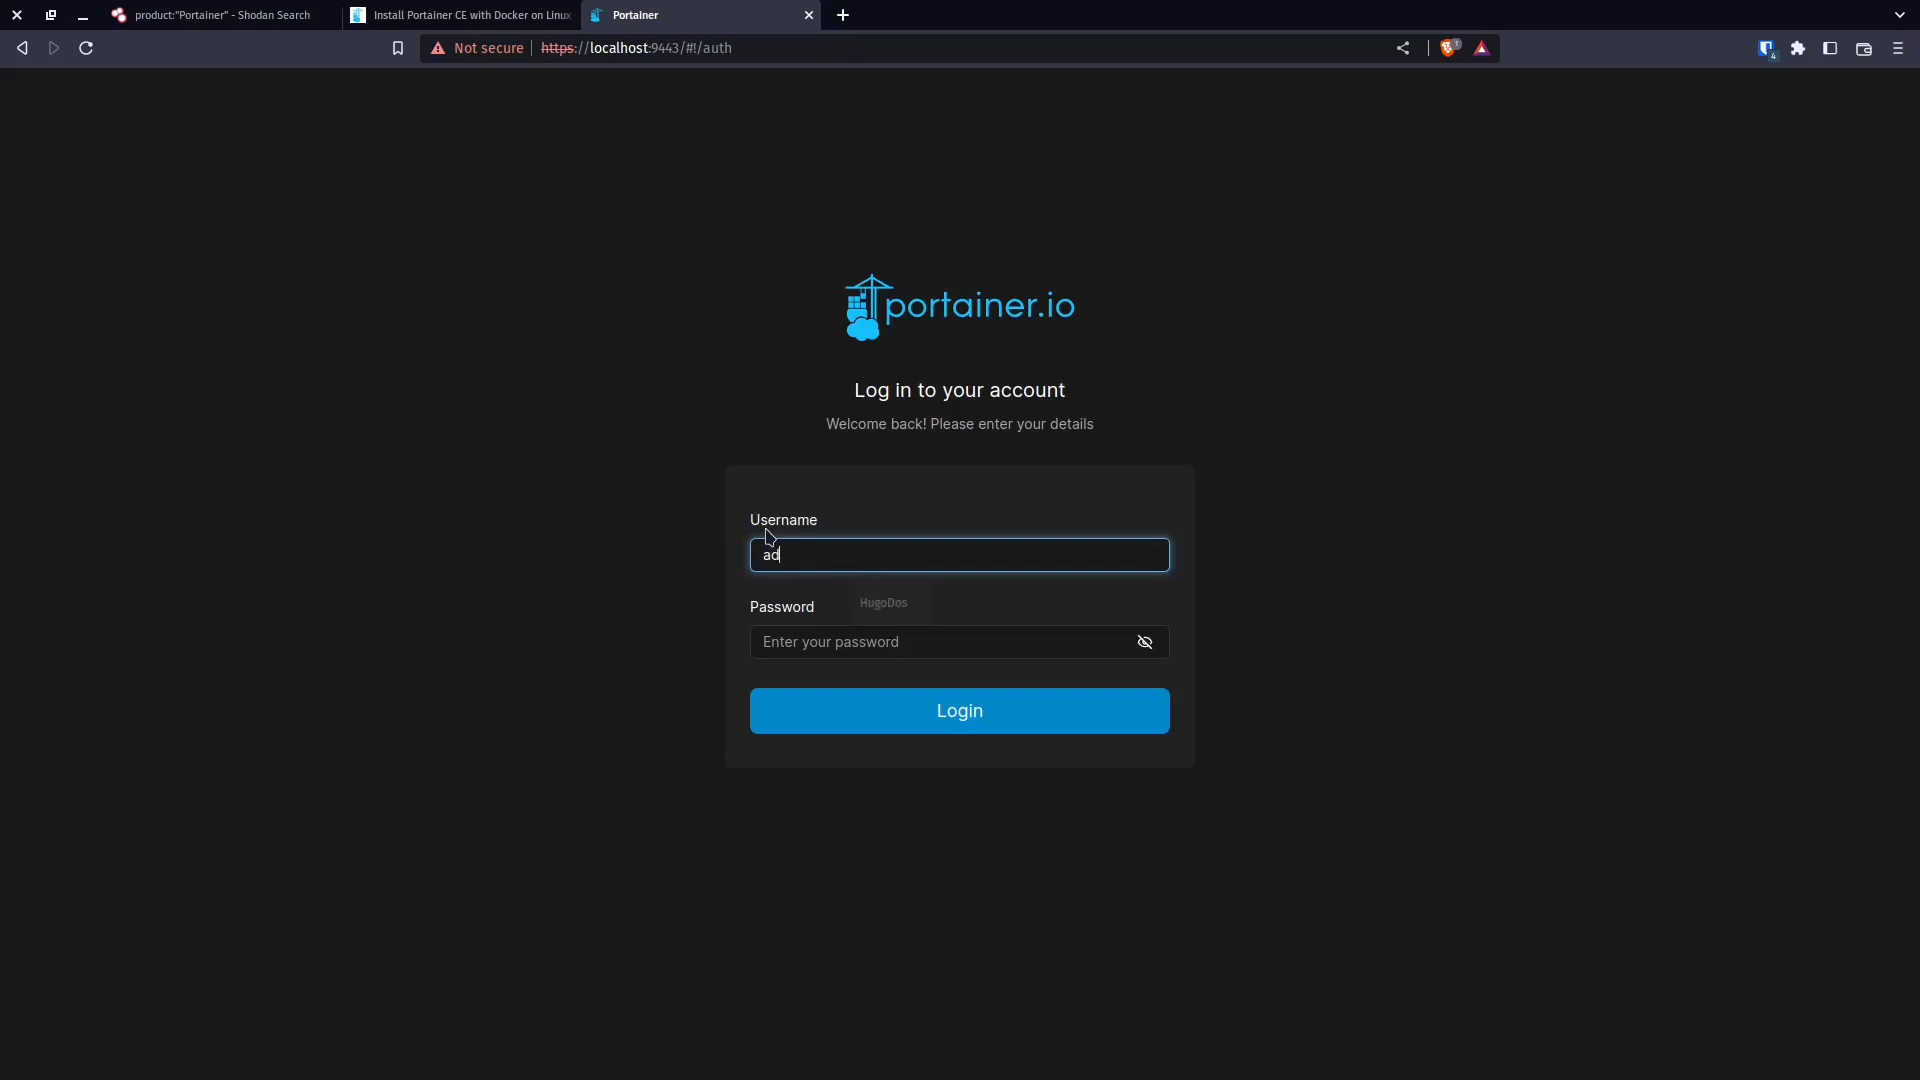 product:"Portainer" - Shodan Search
Install Portainer CE with Docker on Linux
Portainer
Not secure
https://localhost:9443/#!/auth
1
4
portainer.io
Log in to your account
Welcome back! Please enter your details
Username
ad
HugoDos
Password
Enter your password
Login